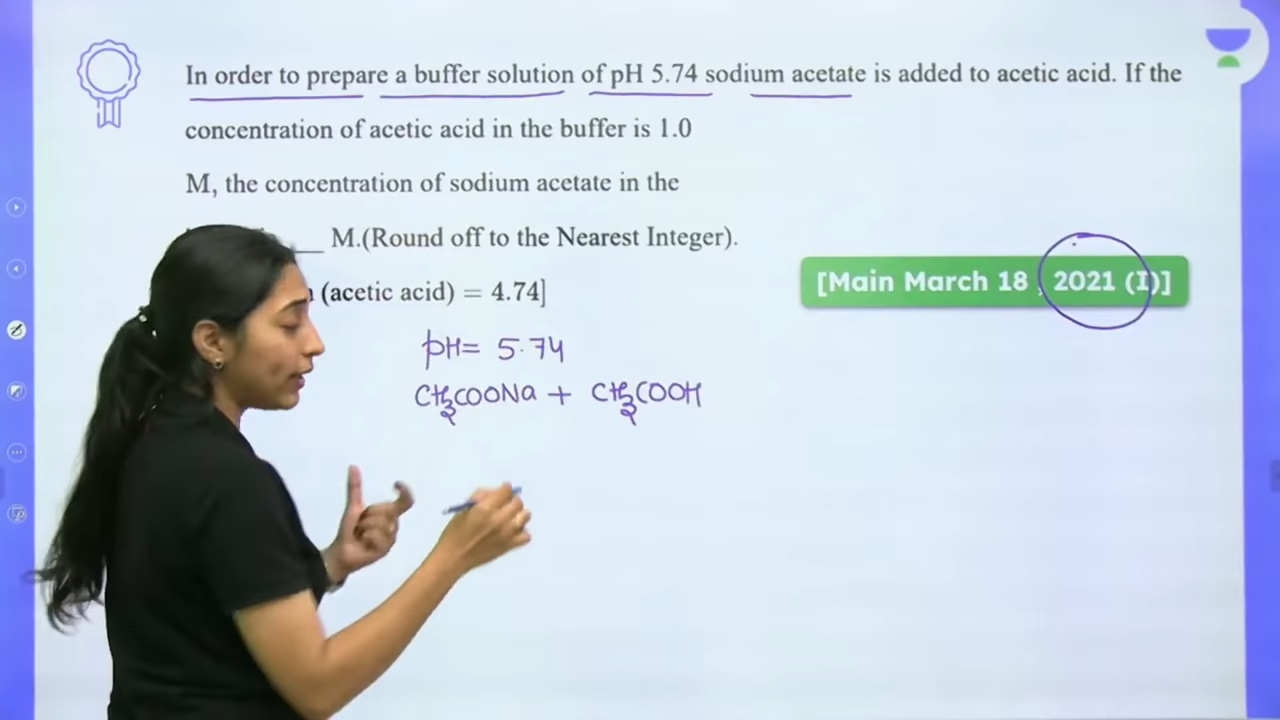 In order to prepare a buffer solution of pH 5.74 sodium acetate is added to acetic acid. If the
concentration of acetic acid in the buffer is 1.0
M, the concentration of sodium acetate in the
___ M.(Round off to the Nearest Integer).
(acetic acid) = 4.74]
[Main March 18, 2021 (I)]
pH= 5.74
CH3COONa + CH3COOH